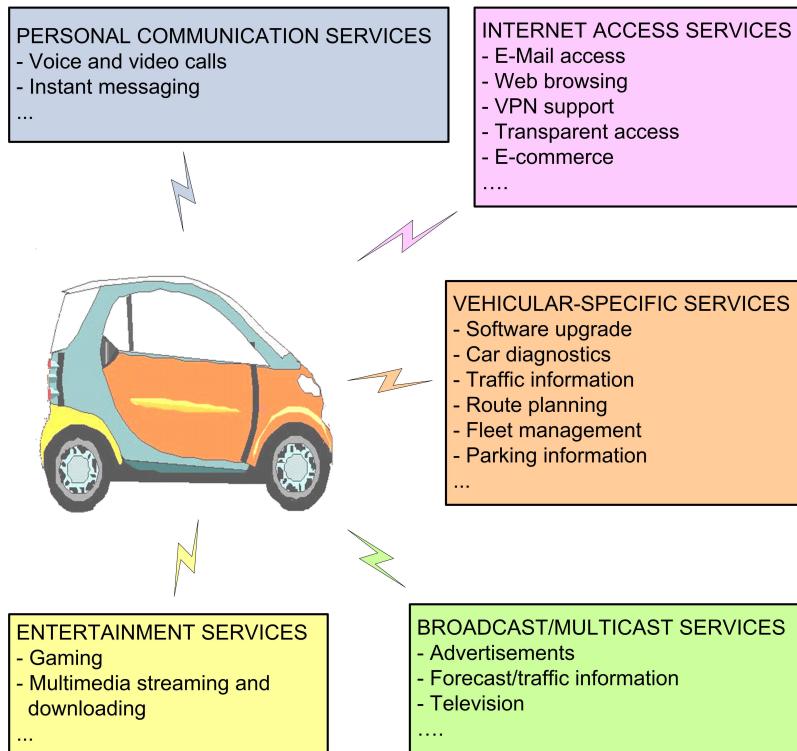 PERSONAL COMMUNICATION SERVICES
- Voice and video calls
- Instant messaging
...
INTERNET ACCESS SERVICES
- E-Mail access
- Web browsing
- VPN support
- Transparent access
- E-commerce
....
VEHICULAR-SPECIFIC SERVICES
- Software upgrade
- Car diagnostics
- Traffic information
- Route planning
- Fleet management
- Parking information
...
ENTERTAINMENT SERVICES
- Gaming
- Multimedia streaming and
downloading
...
BROADCAST/MULTICAST SERVICES
- Advertisements
- Forecast/traffic information
- Television
....